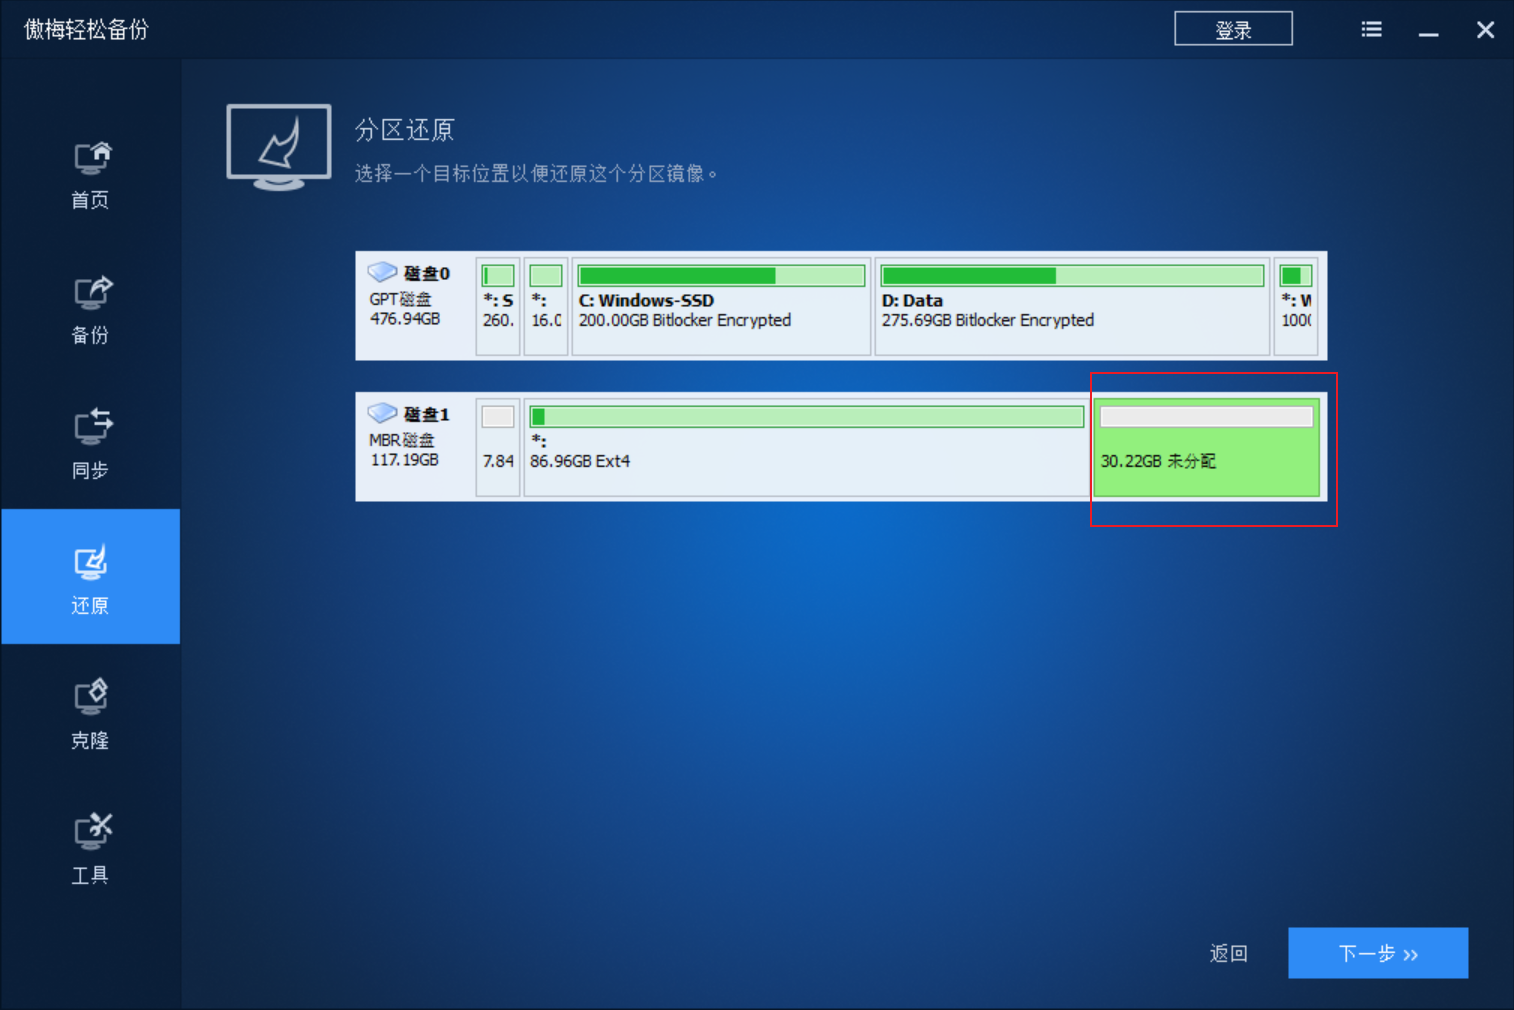 傲梅轻松备份
登录
首页
备份
同步
还原
克隆
工具
分区还原
选择一个目标位置以便还原这个分区镜像。
磁盘0
GPT磁盘
476.94GB
*: S
260.
*:
16.0
C: Windows-SSD
200.00GB Bitlocker Encrypted
D: Data
275.69GB Bitlocker Encrypted
*: W
100
磁盘1
MBR磁盘
117.19GB
7.84
*:
86.96GB Ext4
30.22GB 未分配
返回
下一步 »